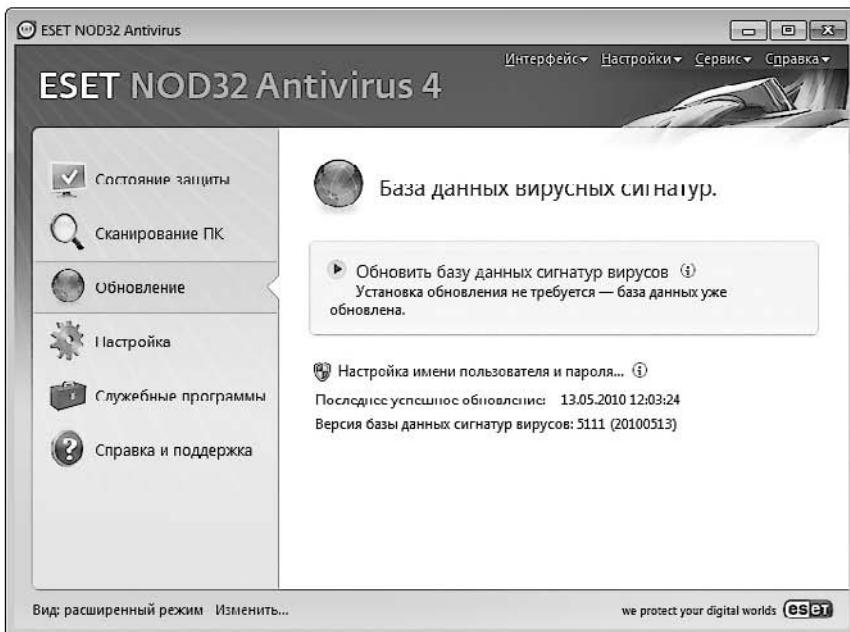 ESET NOD32 Antivirus
Интерфейс Настройки Сервис Справка
ESET NOD32 Antivirus 4
Состояние защиты
Сканирование ПК
Обновление
Настройка
Служебные программы
Справка и поддержка
База данных вирусных сигнатур.
Обновить базу данных сигнатур вирусов
Установка обновления не требуется — база данных уже
обновлена.
Настройка имени пользователя и пароля...
Последнее успешное обновление: 13.05.2010 12:03:24
Версия базы данных сигнатур вирусов: 5111 (20100513)
Вид: расширенный режим Изменить...
we protect your digital worlds eset